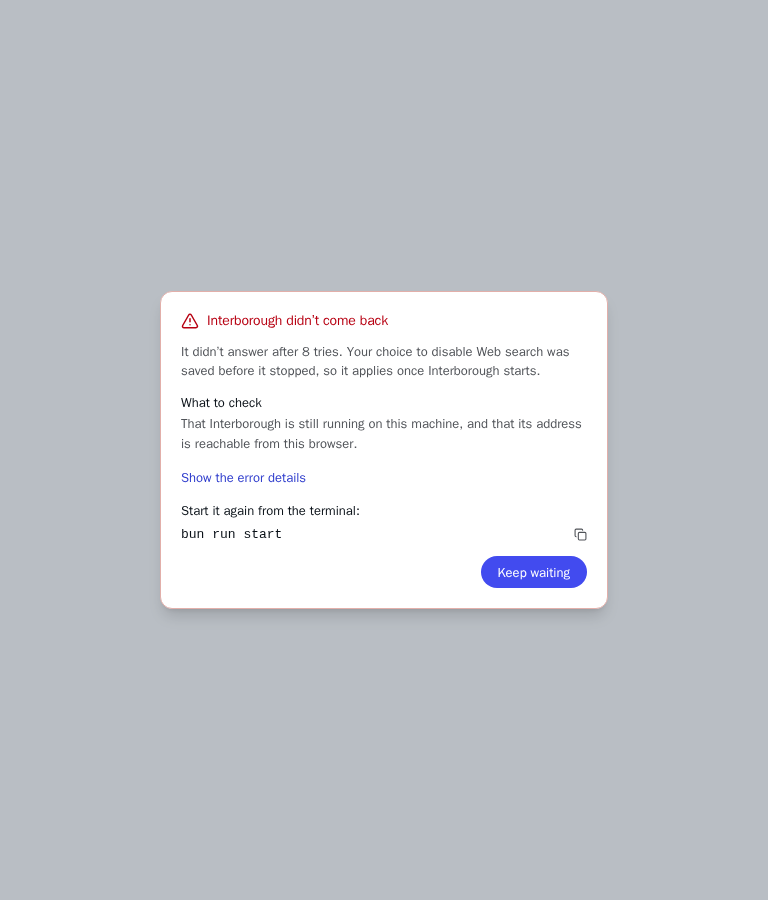 Interborough didn't come back
It didn't answer after 8 tries. Your choice to disable Web search was
saved before it stopped, so it applies once Interborough starts.
What to check
That Interborough is still running on this machine, and that its address
is reachable from this browser.
Show the error details
Start it again from the terminal:
bun run start
Keep waiting